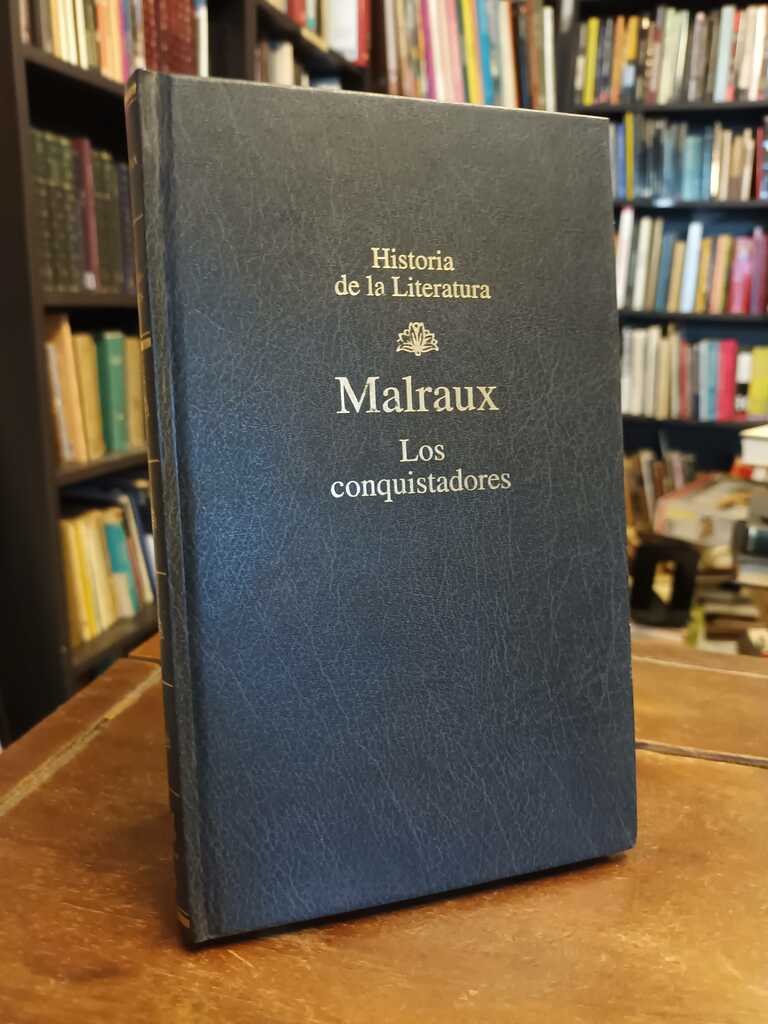 Historia
de la Literatura
Malraux
Los
conquistadores